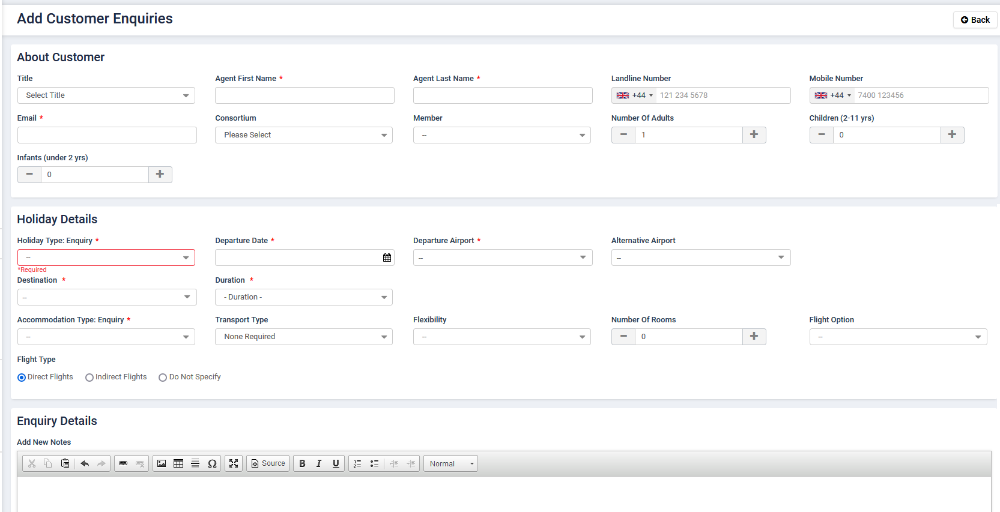 Add Customer Enquiries
Back
About Customer
Title
Agent First Name *
Agent Last Name *
Landline Number
Mobile Number
Select Title
+44 121 234 5678
+44 7400 123456
Email *
Consortium
Member
Number Of Adults
Children (2-11 yrs)
Please Select
--
1
0
Infants (under 2 yrs)
0
Holiday Details
Holiday Type: Enquiry *
Departure Date *
Departure Airport *
Alternative Airport
--
--
--
*Required
Destination *
Duration *
--
- Duration -
Accommodation Type: Enquiry *
Transport Type
Flexibility
Number Of Rooms
Flight Option
--
None Required
--
0
--
Flight Type
Direct Flights
Indirect Flights
Do Not Specify
Enquiry Details
Add New Notes
Source
B I U
Normal